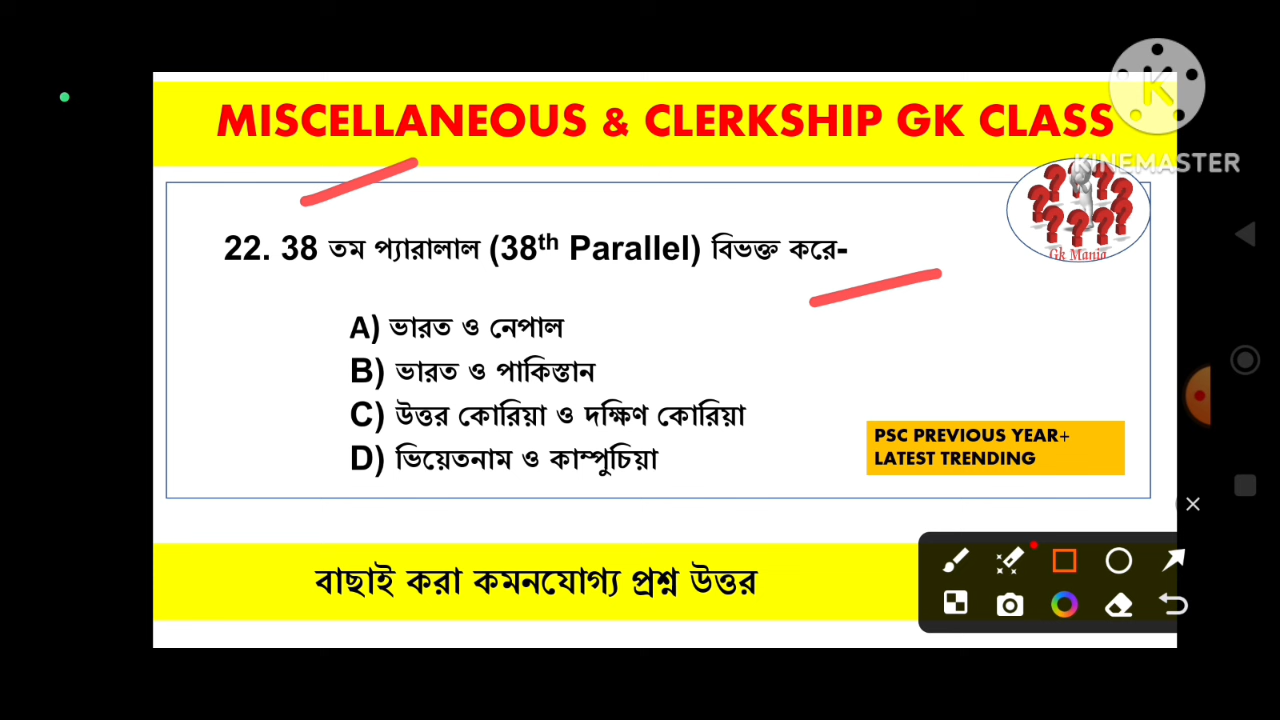 MISCELLANEOUS & CLERKSHIP GK CLASS
KINEMASTER
Gk Mania
22. 38 তম প্যারালাল (38th Parallel) বিভক্ত করে-
A) ভারত ও নেপাল
B) ভারত ও পাকিস্তান
C) উত্তর কোরিয়া ও দক্ষিণ কোরিয়া
D) ভিয়েতনাম ও কাম্পুচিয়া
PSC PREVIOUS YEAR+
LATEST TRENDING
বাছাই করা কমনযোগ্য প্রশ্ন উত্তর